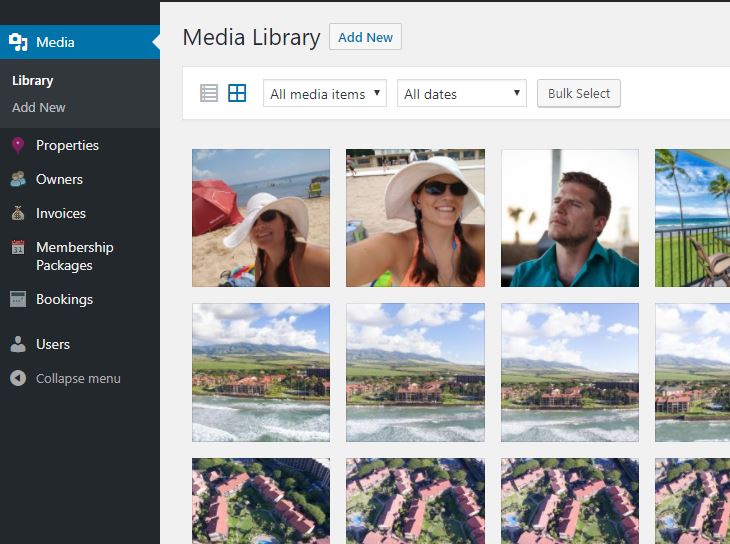 Media
Library
Add New
Properties
Owners
Invoices
Membership
Packages
Bookings
Users
Collapse menu
Media Library
Add New
All media items
All dates
Bulk Select